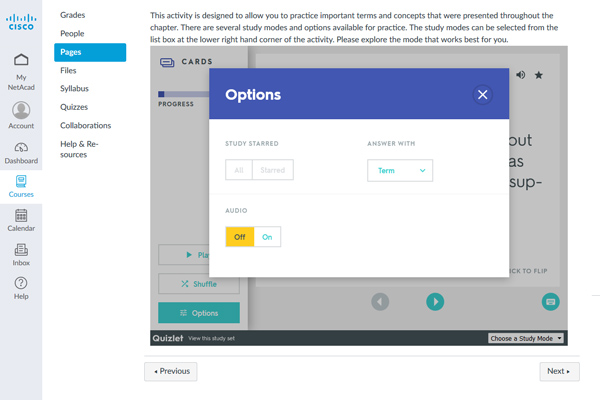 CISCO
My
NetAcad
Account
Dashboard
Courses
Calendar
Inbox
Help
Grades
People
Pages
Files
Syllabus
Quizzes
Collaborations
Help & Re-
sources
This activity is designed to allow you to practice important terms and concepts that were presented throughout the
chapter. There are several study modes and options available for practice. The study modes can be selected from the
list box at the lower right hand corner of the activity. Please explore the mode that works best for you.
CARDS
PROGRESS
Options
STUDY STARRED
All Starred
ANSWER WITH
Term
AUDIO
Off On
out
as
sup-
CK TO FLIP
Pla
Shuffle
Options
Quizlet View this study set
Choose a Study Mode
Previous
Next